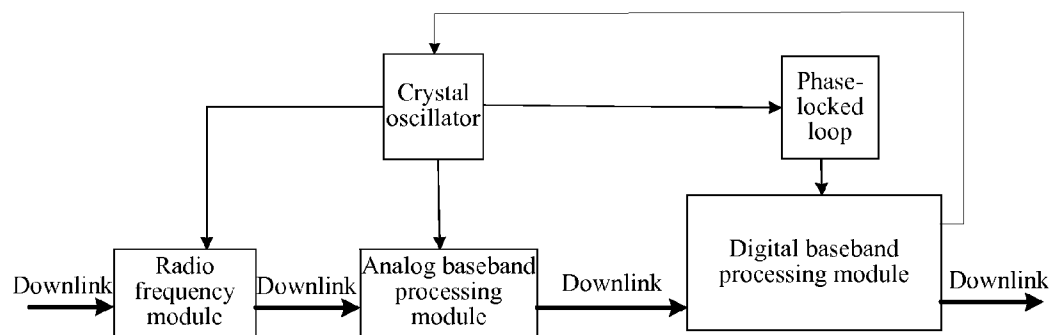 Crystal
oscillator
Phase-
locked
loop
Downlink
Radio
frequency
module
Downlink
Analog baseband
processing
module
Downlink
Digital baseband
processing module
Downlink